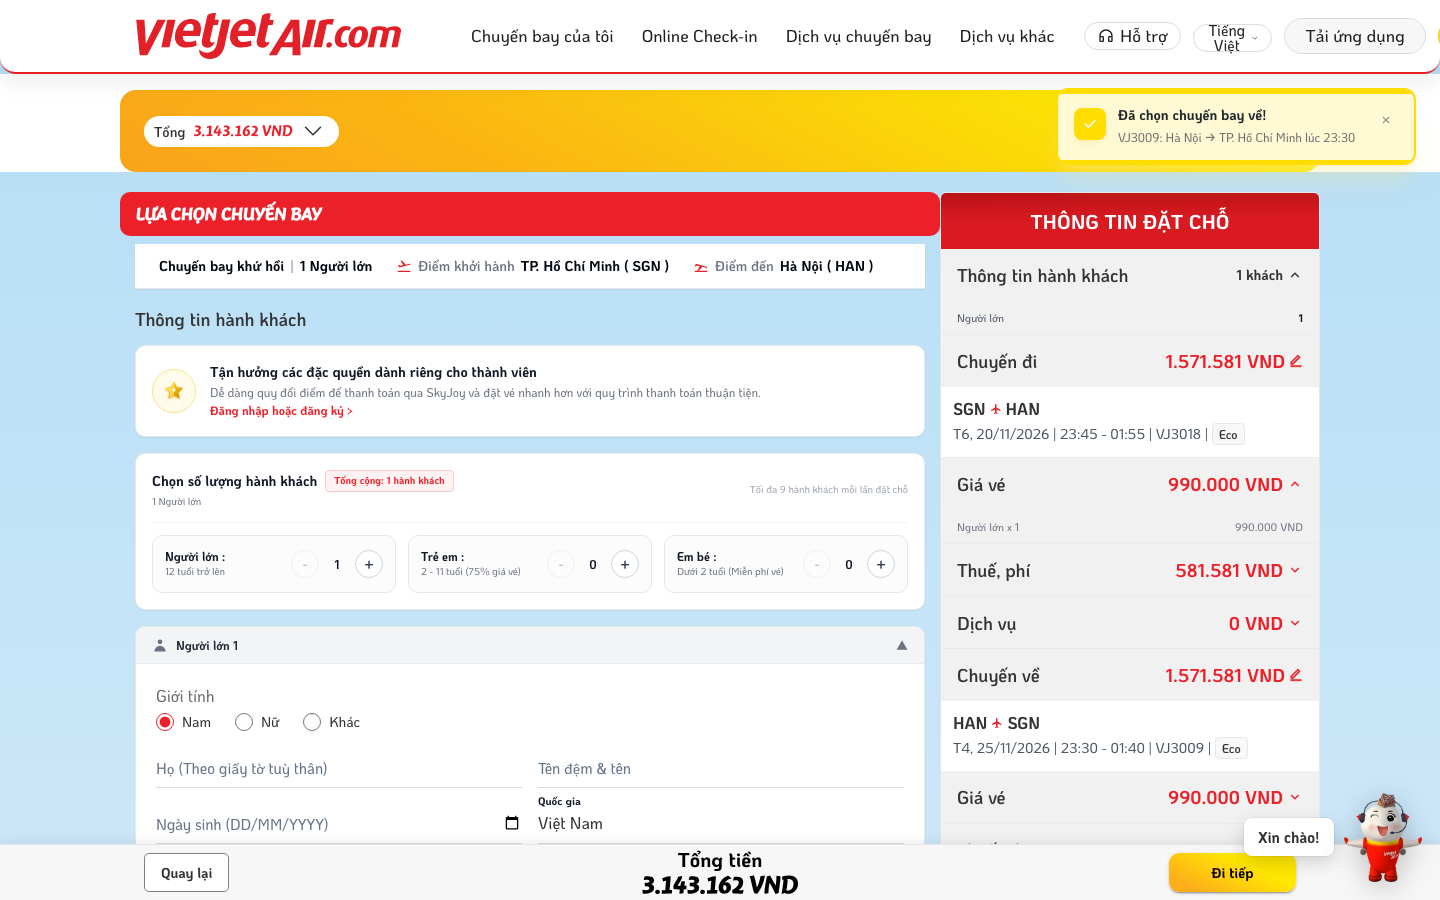 vietjetAir.com
Chuyến bay của tôi
Online Check-in
Dịch vụ chuyến bay
Dịch vụ khác
Hỗ trợ
Tiếng
Việt
Tải ứng dụng
Tổng 3.143.162 VND
Đã chọn chuyến bay về!
VJ3009: Hà Nội → TP. Hồ Chí Minh lúc 23:30
LỰA CHỌN CHUYẾN BAY
Chuyến bay khứ hồi | 1 Người lớn
Điểm khởi hành TP. Hồ Chí Minh ( SGN )
Điểm đến Hà Nội ( HAN )
Thông tin hành khách
Tận hưởng các đặc quyền dành riêng cho thành viên
Dễ dàng quy đổi điểm để thanh toán qua SkyJoy và đặt vé nhanh hơn với quy trình thanh toán thuận tiện.
Đăng nhập hoặc đăng ký >
Chọn số lượng hành khách
Tổng cộng: 1 hành khách
1 Người lớn
Tối đa 9 hành khách mỗi lần đặt chỗ
Người lớn :
12 tuổi trở lên
- 1 +
Trẻ em :
2 - 11 tuổi (75% giá vé)
- 0 +
Em bé :
Dưới 2 tuổi (Miễn phí vé)
- 0 +
Người lớn 1
Giới tính
Nam
Nữ
Khác
Họ (Theo giấy tờ tuỳ thân)
Tên đệm & tên
Ngày sinh (DD/MM/YYYY)
Quốc gia
Việt Nam
THÔNG TIN ĐẶT CHỖ
Thông tin hành khách
1 khách
Người lớn
1
Chuyến đi
1.571.581 VND
SGN HAN
T6, 20/11/2026 | 23:45 - 01:55 | VJ3018 | Eco
Giá vé
990.000 VND
Người lớn x 1
990.000 VND
Thuế, phí
581.581 VND
Dịch vụ
0 VND
Chuyến về
1.571.581 VND
HAN SGN
T4, 25/11/2026 | 23:30 - 01:40 | VJ3009 | Eco
Giá vé
990.000 VND
Xin chào!
Quay lại
Tổng tiền
3.143.162 VND
Đi tiếp